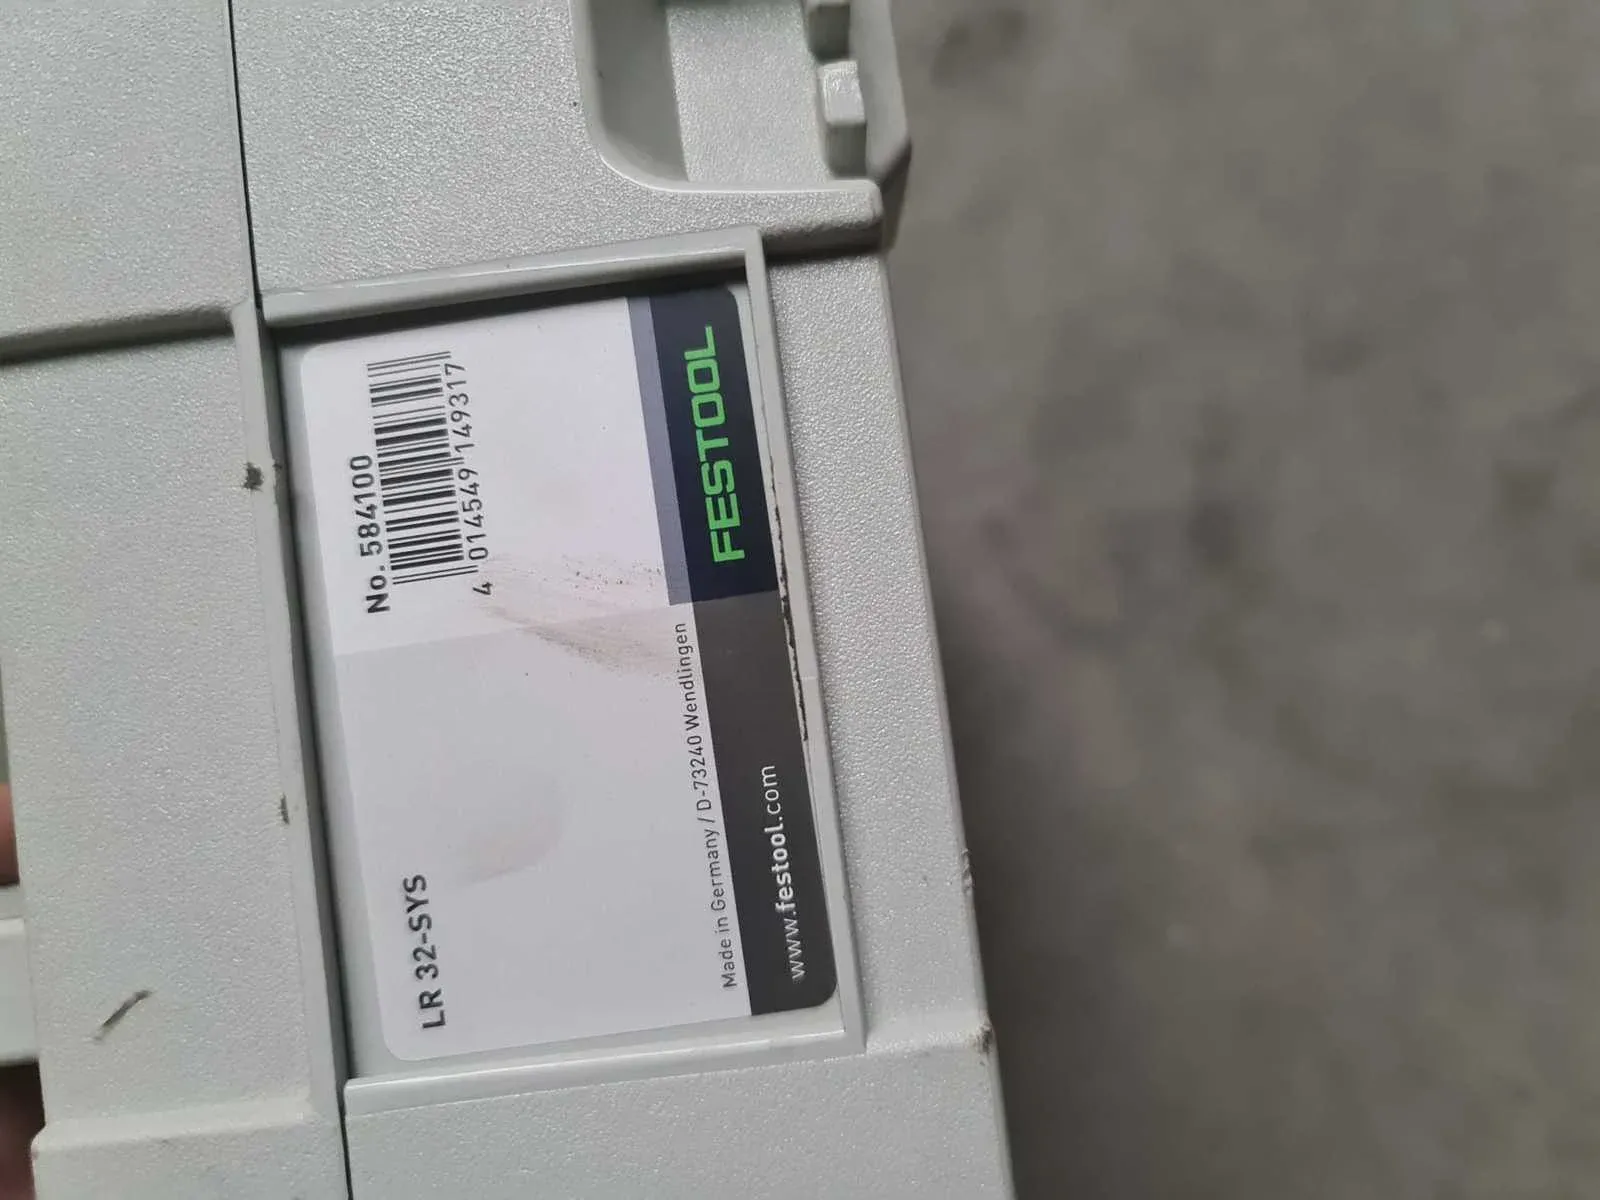 LR 32-SYS
No. 584100
4 014549 149317
Made in Germany / D-73240 Wendlingen
www.festool.com
FESTOOL